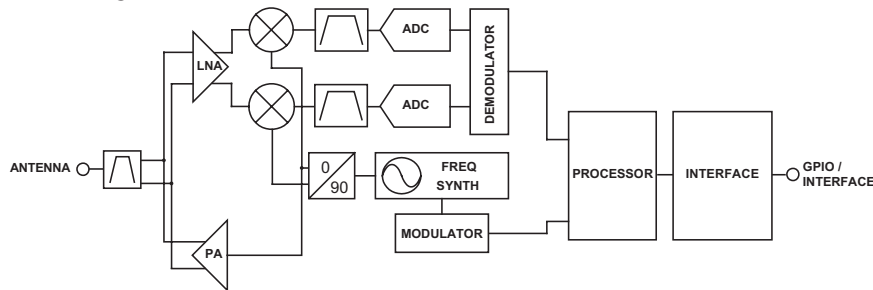 ADC
LNA
DEMODULATOR
ADC
ANTENNA
0
90
FREQ
SYNTH
PROCESSOR
INTERFACE
GPIO /
INTERFACE
MODULATOR
PA